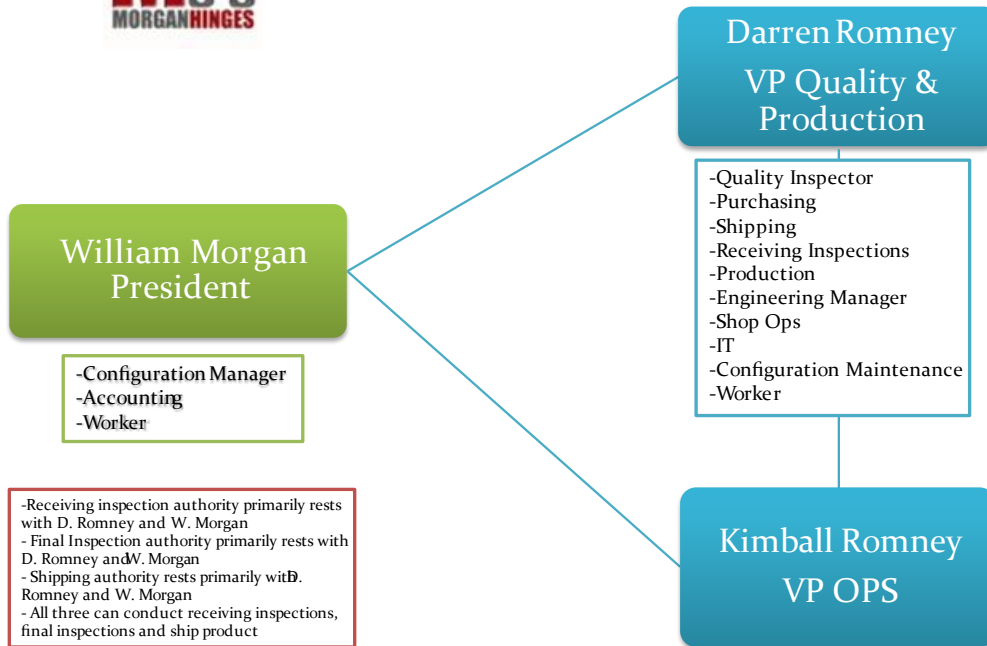 MORGANHINGES
Darren Romney
VP Quality &
Production
-Quality Inspector
-Purchasing
-Shipping
-Receiving Inspections
-Production
-Engineering Manager
-Shop Ops
-IT
-Configuration Maintenance
-Worker
William Morgan
President
-Configuration Manager
-Accounting
-Worker
-Receiving inspection authority primarily rests
with D. Romney and W. Morgan
- Final Inspection authority primarily rests with
D. Romney and W. Morgan
- Shipping authority rests primarily with D.
Romney and W. Morgan
- All three can conduct receiving inspections,
final inspections and ship product
Kimball Romney
VP OPS